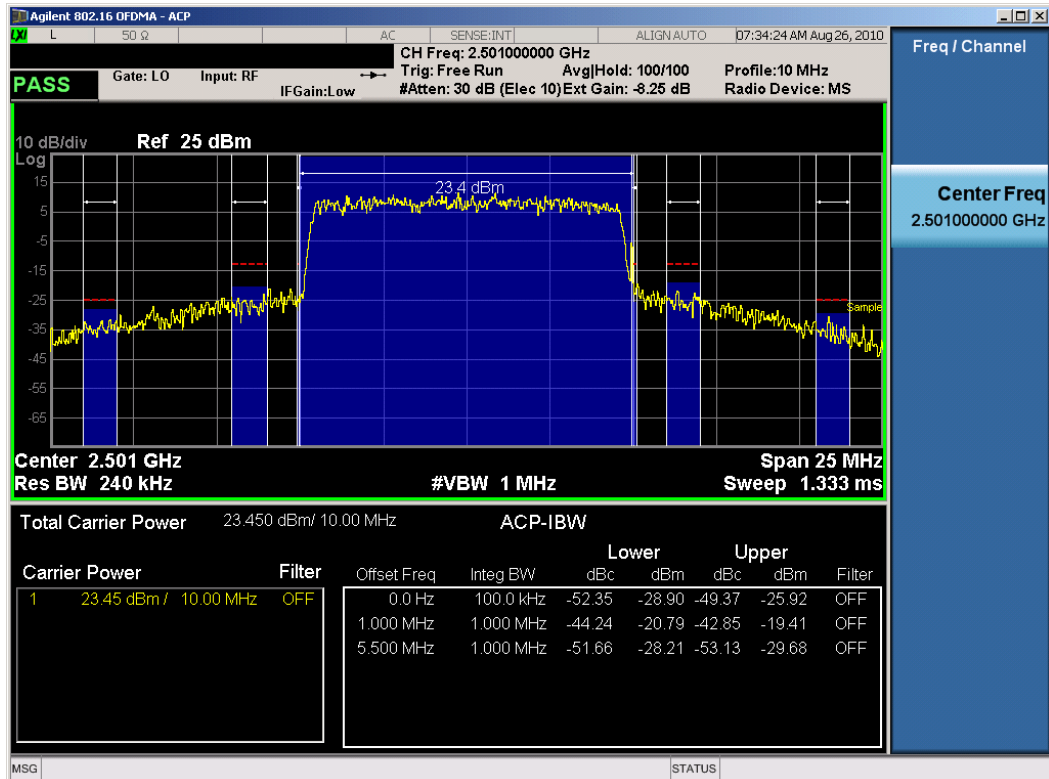 Agilent 802.16 OFDMA - ACP
LXI L 50 Ω AC SENSE:INT ALIGN AUTO 07:34:24 AM Aug 26, 2010
CH Freq: 2.501000000 GHz
PASS Gate: LO Input: RF Trig: Free Run Avg|Hold: 100/100 Profile:10 MHz
IFGain:Low #Atten: 30 dB (Elec 10) Ext Gain: -8.25 dB Radio Device: MS
Freq / Channel
10 dB/div Ref 25 dBm
Log
15
23.4 dBm
5
-5
-15
-25
Sample
-35
-45
-55
-65
Center Freq
2.501000000 GHz
Center 2.501 GHz Span 25 MHz
Res BW 240 kHz #VBW 1 MHz Sweep 1.333 ms
Total Carrier Power 23.450 dBm/ 10.00 MHz ACP-IBW
Lower Upper
Carrier Power Filter Offset Freq Integ BW dBc dBm dBc dBm Filter
1 23.45 dBm / 10.00 MHz OFF 0.0 Hz 100.0 kHz -52.35 -28.90 -49.37 -25.92 OFF
1.000 MHz 1.000 MHz -44.24 -20.79 -42.85 -19.41 OFF
5.500 MHz 1.000 MHz -51.66 -28.21 -53.13 -29.68 OFF
MSG STATUS